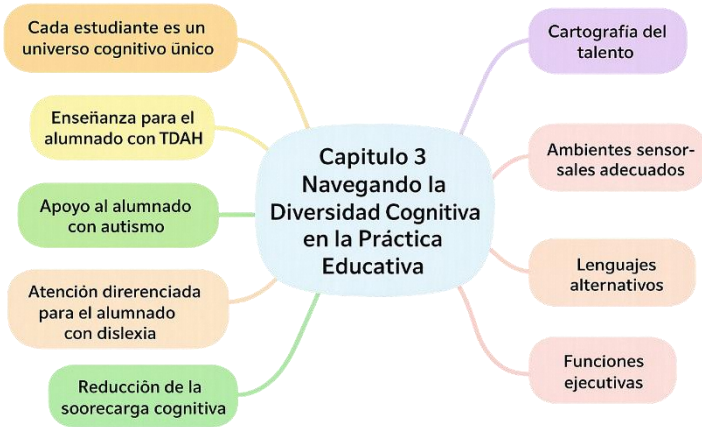 Cada estudiante es un
universo cognitivo único
Enseñanza para el
alumnado con TDAH
Apoyo al alumnado
con autismo
Atención direrenciada
para el alumnado
con dislexia
Reducción de la
soorecarga cognitiva
Capitulo 3
Navegando la
Diversidad Cognitiva
en la Práctica
Educativa
Cartografía del
talento
Ambientes sensor-
sales adecuados
Lenguajes
alternativos
Funciones
ejecutivas